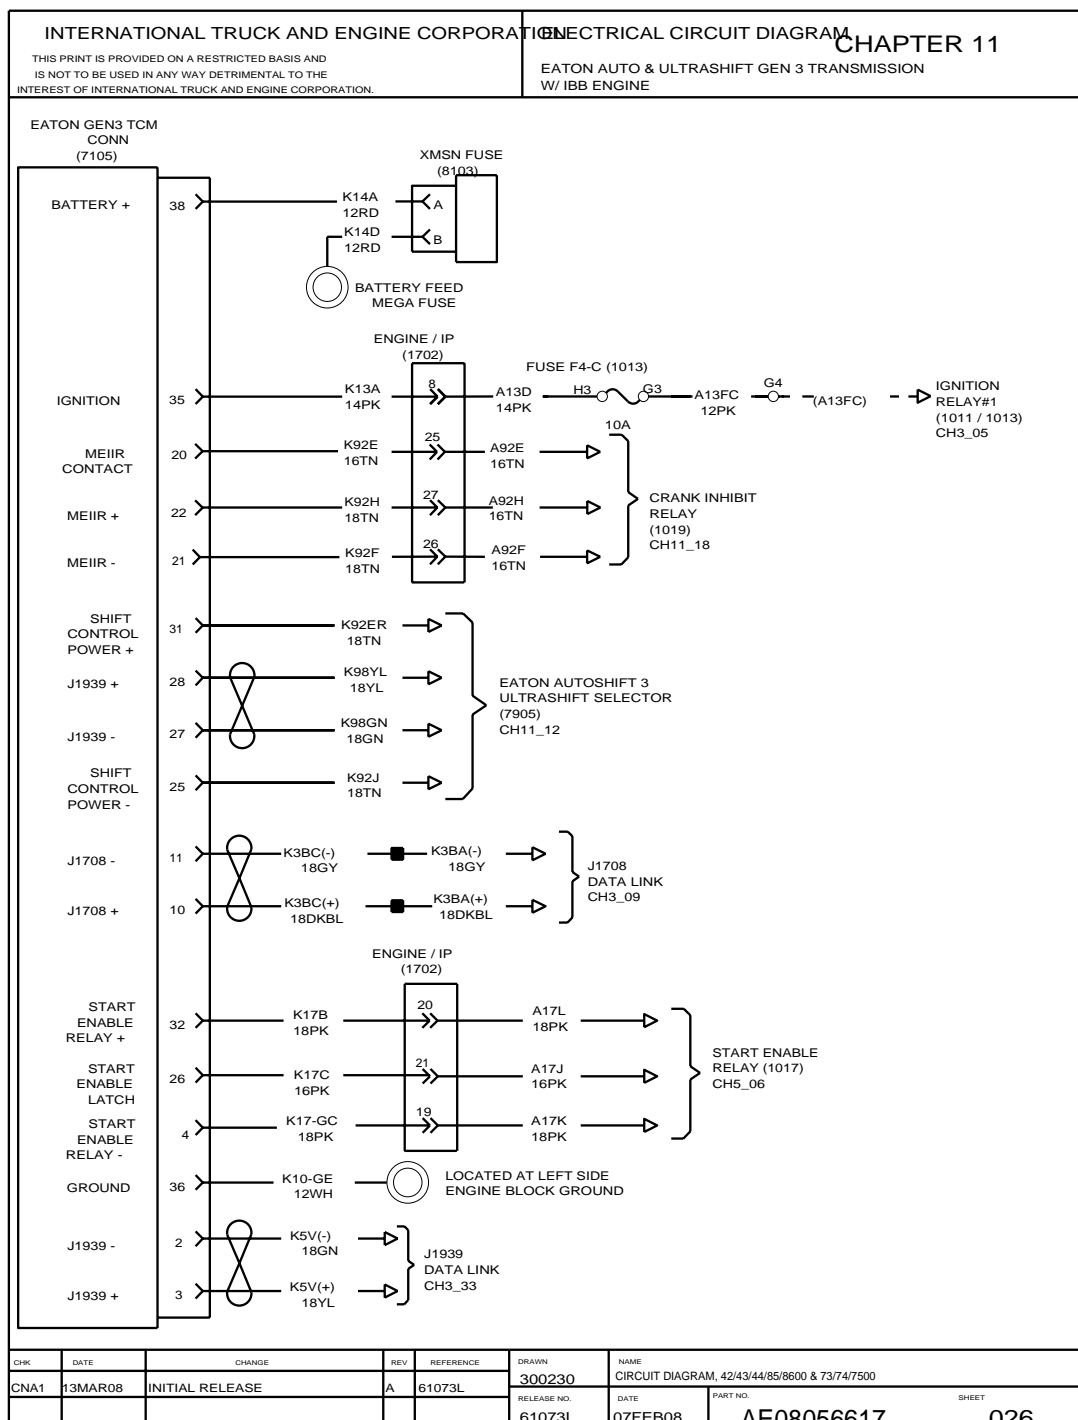 INTERNATIONAL TRUCK AND ENGINE CORPORATION
THIS PRINT IS PROVIDED ON A RESTRICTED BASIS AND
IS NOT TO BE USED IN ANY WAY DETRIMENTAL TO THE
INTEREST OF INTERNATIONAL TRUCK AND ENGINE CORPORATION.
ELECTRICAL CIRCUIT DIAGRAM
CHAPTER 11
EATON AUTO & ULTRASHIFT GEN 3 TRANSMISSION
W/ IBB ENGINE
EATON GEN3 TCM
CONN
(7105)
XMSN FUSE
(8103)
BATTERY +
38
K14A
12RD
A
K14D
12RD
B
BATTERY FEED
MEGA FUSE
ENGINE / IP
(1702)
FUSE F4-C (1013)
IGNITION
35
K13A
14PK
8
A13D
14PK
H3
G3
10A
A13FC
12PK
G4
(A13FC)
IGNITION
RELAY#1
(1011 / 1013)
CH3_05
MEIIR
CONTACT
20
K92E
16TN
25
A92E
16TN
MEIIR +
22
K92H
18TN
27
A92H
16TN
MEIIR -
21
K92F
18TN
26
A92F
16TN
CRANK INHIBIT
RELAY
(1019)
CH11_18
SHIFT
CONTROL
POWER +
31
K92ER
18TN
J1939 +
28
K98YL
18YL
J1939 -
27
K98GN
18GN
SHIFT
CONTROL
POWER -
25
K92J
18TN
EATON AUTOSHIFT 3
ULTRASHIFT SELECTOR
(7905)
CH11_12
J1708 -
11
K3BC(-)
18GY
K3BA(-)
18GY
J1708 +
10
K3BC(+)
18DKBL
K3BA(+)
18DKBL
J1708
DATA LINK
CH3_09
ENGINE / IP
(1702)
START
ENABLE
RELAY +
32
K17B
18PK
20
A17L
18PK
START
ENABLE
LATCH
26
K17C
16PK
21
A17J
16PK
START
ENABLE
RELAY -
4
K17-GC
18PK
19
A17K
18PK
START ENABLE
RELAY (1017)
CH5_06
GROUND
36
K10-GE
12WH
LOCATED AT LEFT SIDE
ENGINE BLOCK GROUND
J1939 -
2
K5V(-)
18GN
J1939 +
3
K5V(+)
18YL
J1939
DATA LINK
CH3_33
CHK DATE CHANGE REV REFERENCE
CNA1 13MAR08 INITIAL RELEASE A 61073L
DRAWN
300230
NAME
CIRCUIT DIAGRAM, 42/43/44/85/8600 & 73/74/7500
RELEASE NO.
61073L
DATE
07FEB08
PART NO.
AE08056617
SHEET
026